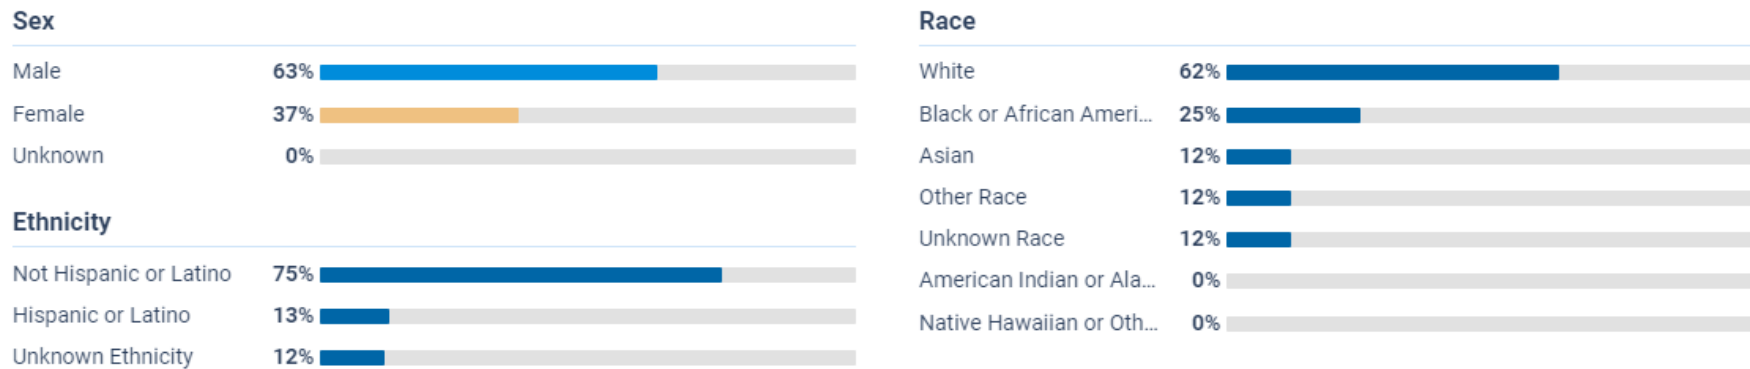 Sex
Male 63%
Female 37%
Unknown 0%
Ethnicity
Not Hispanic or Latino 75%
Hispanic or Latino 13%
Unknown Ethnicity 12%
Race
White 62%
Black or African Ameri... 25%
Asian 12%
Other Race 12%
Unknown Race 12%
American Indian or Ala... 0%
Native Hawaiian or Oth... 0%